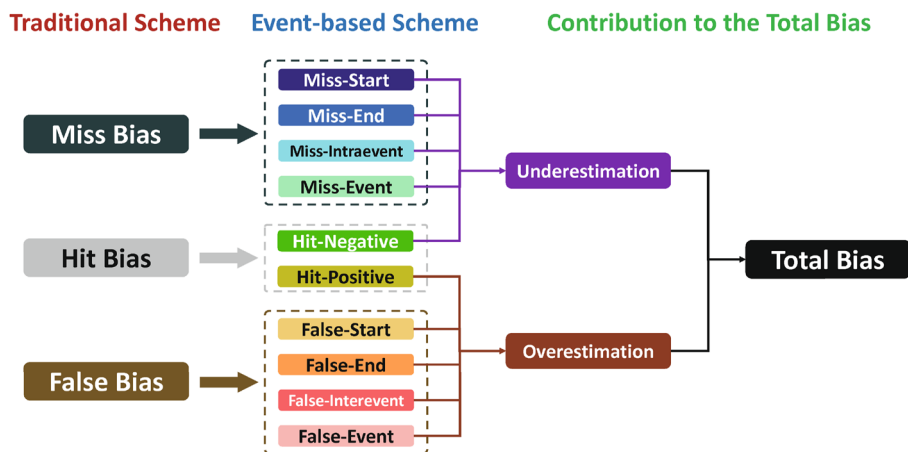 Traditional Scheme
Event-based Scheme
Contribution to the Total Bias
Miss Bias
Miss-Start
Miss-End
Miss-Intraevent
Miss-Event
Hit Bias
Hit-Negative
Hit-Positive
False Bias
False-Start
False-End
False-Interevent
False-Event
Underestimation
Overestimation
Total Bias